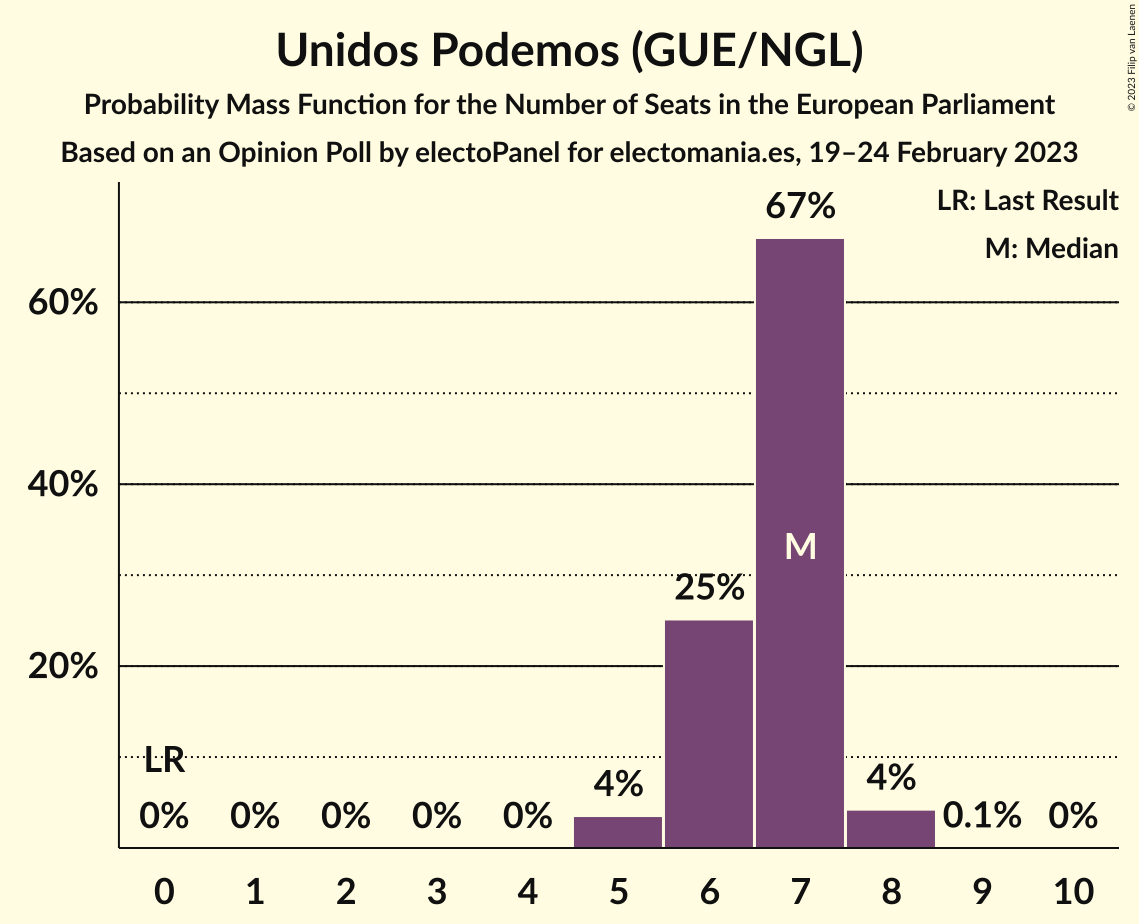 Unidos Podemos (GUE/NGL)
Probability Mass Function for the Number of Seats in the European Parliament
Based on an Opinion Poll by electoPanel for electomania.es, 19–24 February 2023
© 2023 Filip van Laenen
LR: Last Result
M: Median
67%
60%
40%
M
25%
20%
LR
4%
4%
0%
0%
0%
0%
0%
0.1%
0%
0 1 2 3 4 5 6 7 8 9 10